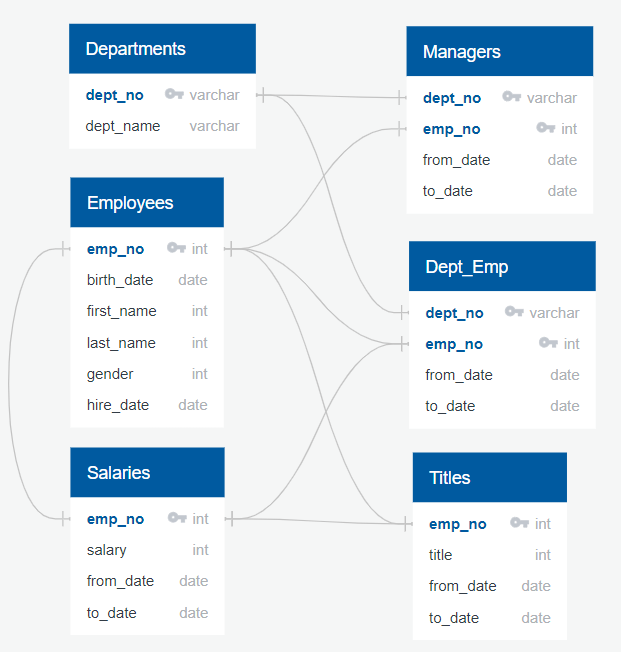 Departments
dept_no varchar
dept_name varchar
Employees
emp_no int
birth_date date
first_name int
last_name int
gender int
hire_date date
Salaries
emp_no int
salary int
from_date date
to_date date
Managers
dept_no varchar
emp_no int
from_date date
to_date date
Dept_Emp
dept_no varchar
emp_no int
from_date date
to_date date
Titles
emp_no int
title int
from_date date
to_date date